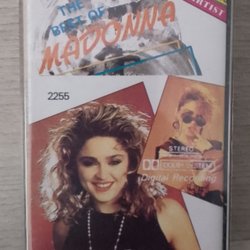 THE
BEST OF
MADONNA
ARTIST
2255
STEREO
DOLBY SYSTEM
Digital Recording